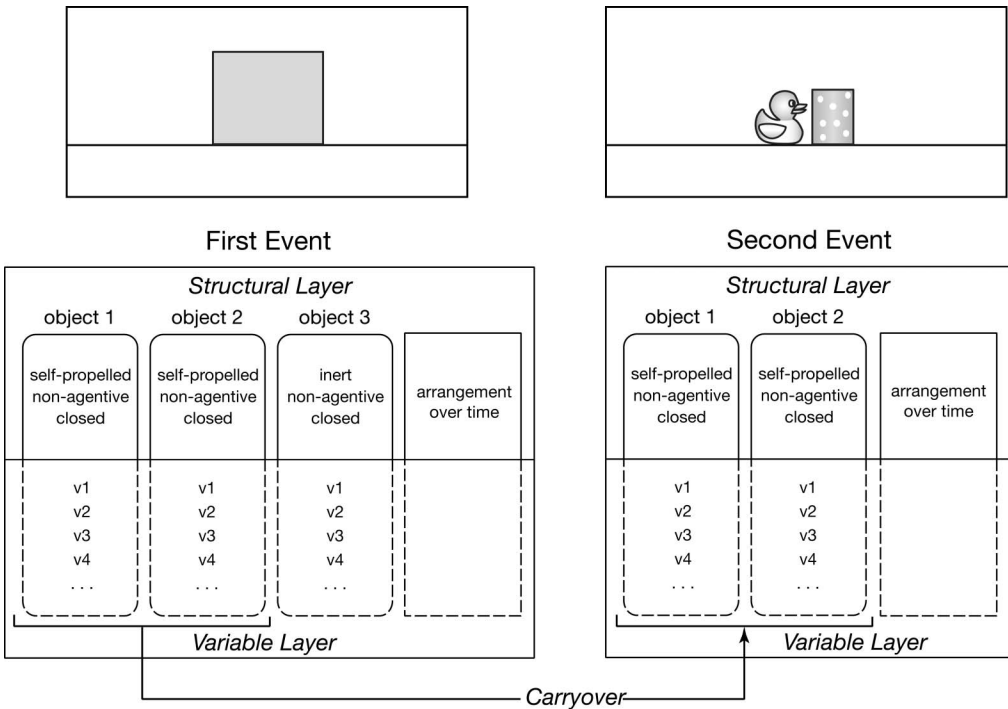 First Event
Structural Layer
object 1
object 2
object 3
self-propelled
non-agentive
closed
self-propelled
non-agentive
closed
inert
non-agentive
closed
arrangement
over time
v1
v2
v3
v4
. . .
v1
v2
v3
v4
. . .
v1
v2
v3
v4
. . .
Variable Layer
Second Event
Structural Layer
object 1
object 2
self-propelled
non-agentive
closed
self-propelled
non-agentive
closed
arrangement
over time
v1
v2
v3
v4
. . .
v1
v2
v3
v4
. . .
Variable Layer
Carryover